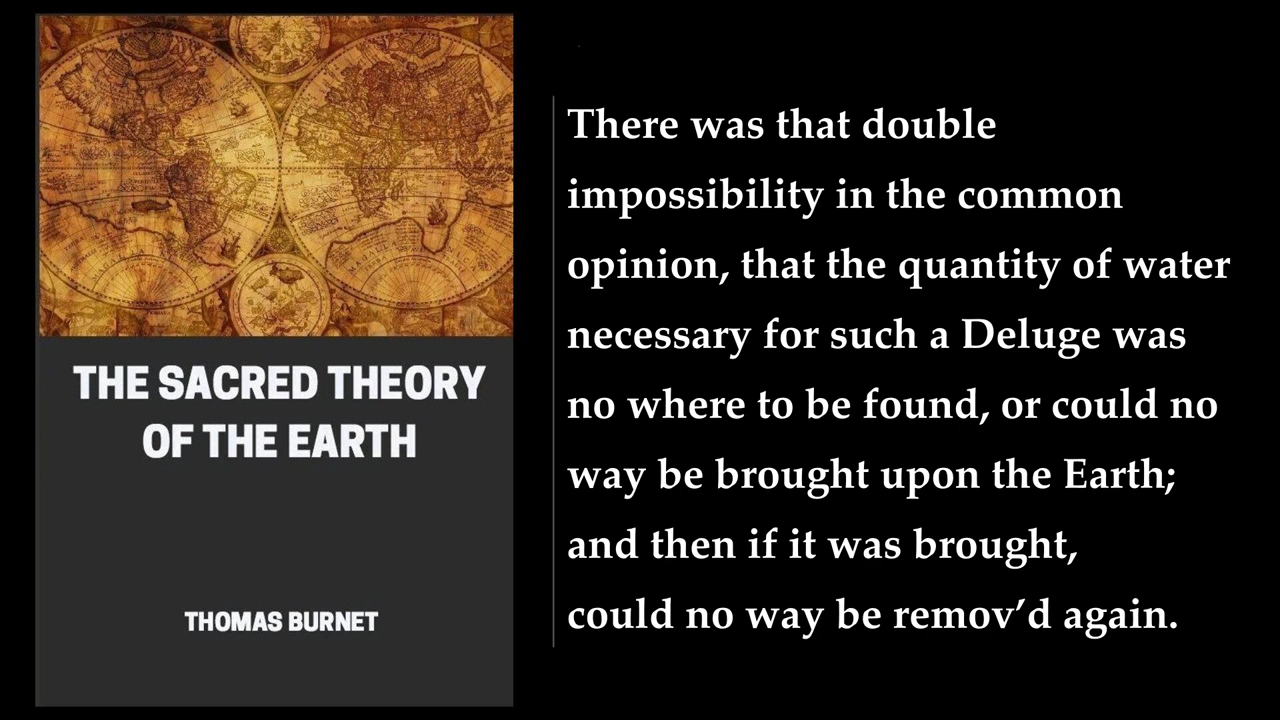 THE SACRED THEORY
OF THE EARTH
THOMAS BURNET
There was that double
impossibility in the common
opinion, that the quantity of water
necessary for such a Deluge was
no where to be found, or could no
way be brought upon the Earth;
and then if it was brought,
could no way be remov’d again.